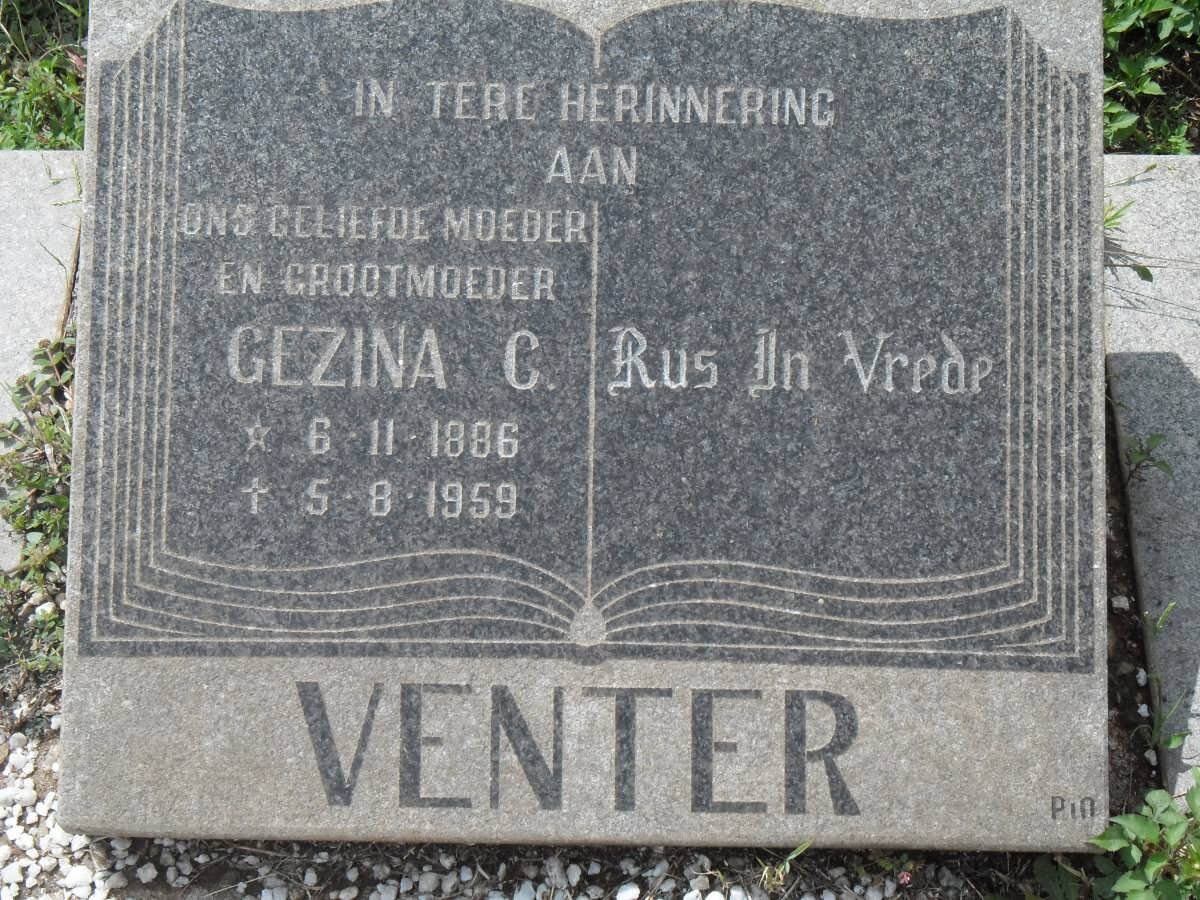 IN TERE HERINNERING
AAN
ONS GELIEFDE MOEDER
EN GROOTMOEDER
GEZINA C.
☆ 6·11·1886
† 5·8·1959
Rus In Vrede
VENTER
PiN